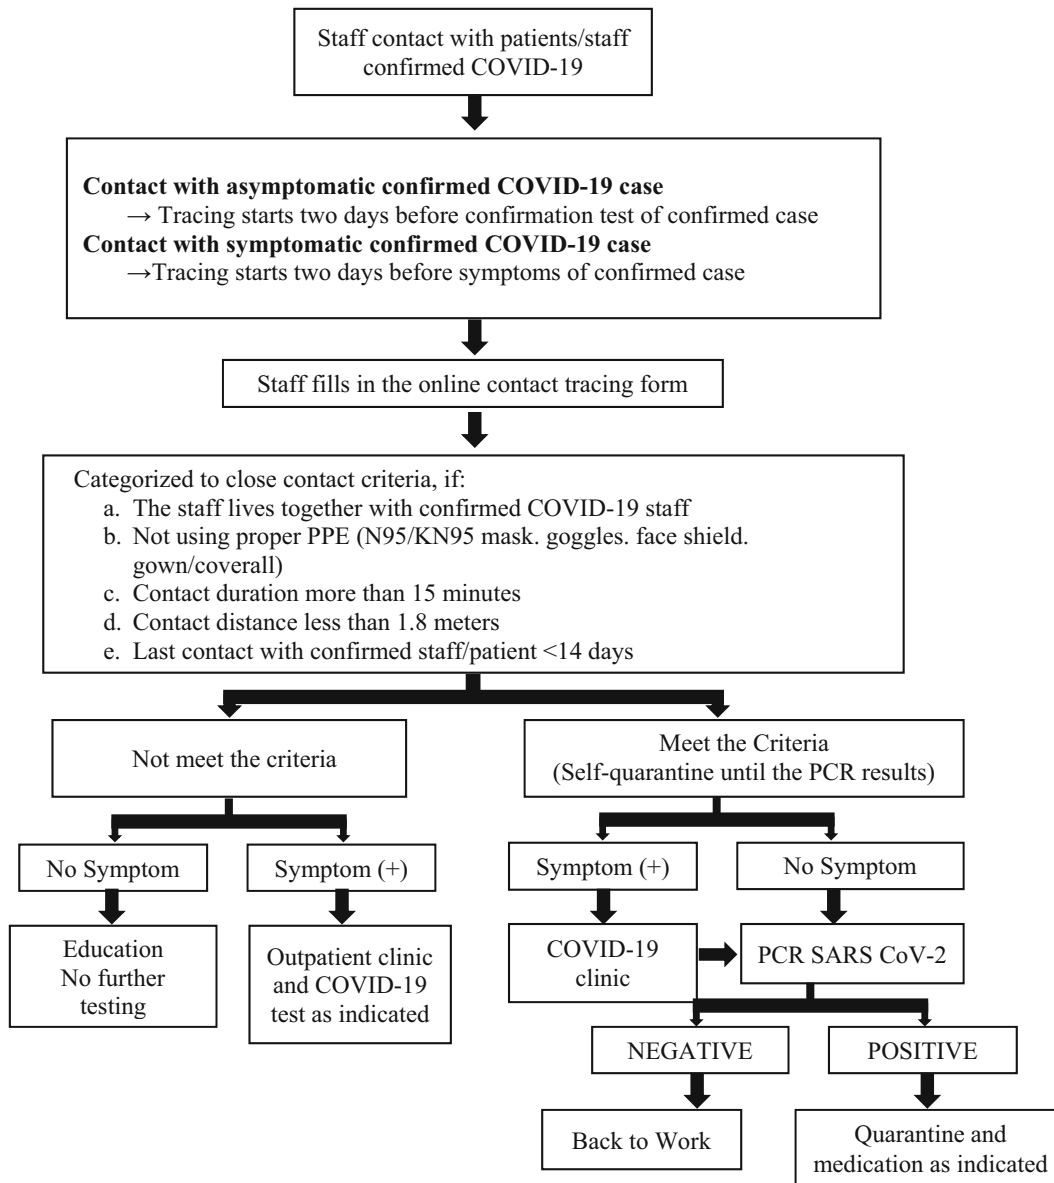 Staff contact with patients/staff
confirmed COVID-19
Contact with asymptomatic confirmed COVID-19 case
→ Tracing starts two days before confirmation test of confirmed case
Contact with symptomatic confirmed COVID-19 case
→Tracing starts two days before symptoms of confirmed case
Staff fills in the online contact tracing form
Categorized to close contact criteria, if:
a. The staff lives together with confirmed COVID-19 staff
b. Not using proper PPE (N95/KN95 mask. goggles. face shield.
gown/coverall)
c. Contact duration more than 15 minutes
d. Contact distance less than 1.8 meters
e. Last contact with confirmed staff/patient <14 days
Not meet the criteria
Meet the Criteria
(Self-quarantine until the PCR results)
No Symptom
Symptom (+)
Symptom (+)
No Symptom
Education
No further
testing
Outpatient clinic
and COVID-19
test as indicated
COVID-19
clinic
PCR SARS CoV-2
NEGATIVE
POSITIVE
Back to Work
Quarantine and
medication as indicated